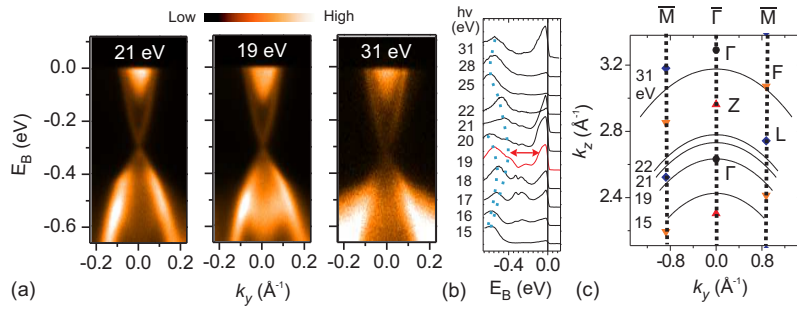 Low High
21 eV
19 eV
31 eV
0.0
-0.2
-0.4
-0.6
E_B (eV)
-0.2 0.0 0.2
-0.2 0.0 0.2
-0.2 0.0 0.2
k_y (Å⁻¹)
(a)
hν
(eV)
31
28
25
22
21
20
19
18
17
16
15
-0.4 0.0
E_B (eV)
(b)
M̅ Γ̅ M̅
3.2
2.8
2.4
2.2
k_z (Å⁻¹)
31
eV
22
21
19
15
Γ
F
Z
L
Γ
-0.8 0.0 0.8
k_y (Å⁻¹)
(c)